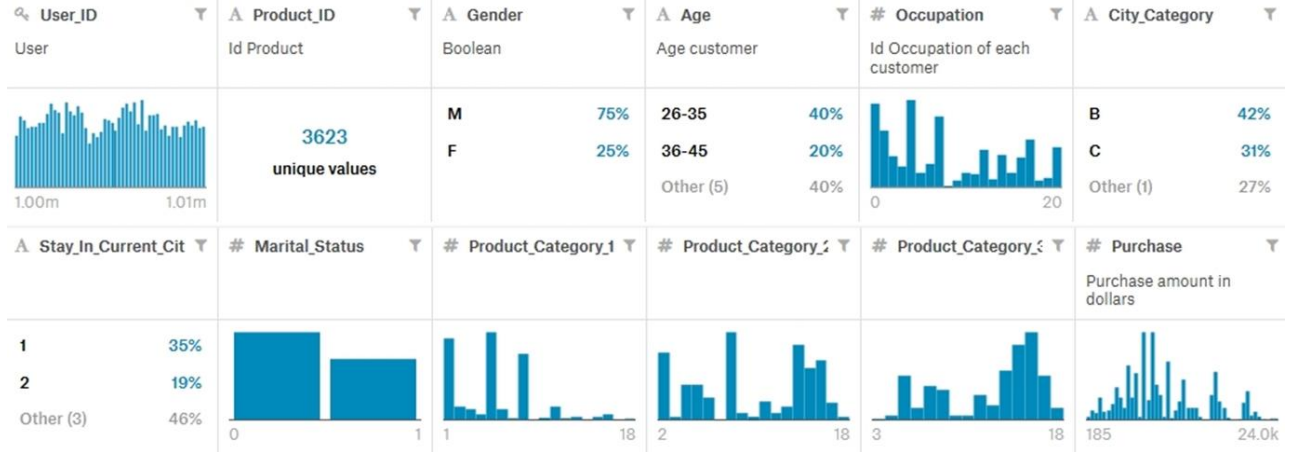 User_ID
User
1.00m 1.01m
A Product_ID
Id Product
3623
unique values
A Gender
Boolean
M 75%
F 25%
A Age
Age customer
26-35 40%
36-45 20%
Other (5) 40%
# Occupation
Id Occupation of each
customer
0 20
A City_Category
B 42%
C 31%
Other (1) 27%
A Stay_In_Current_Cit
1 35%
2 19%
Other (3) 46%
# Marital_Status
0 1
# Product_Category_1
1 18
# Product_Category_2
2 18
# Product_Category_3
3 18
# Purchase
Purchase amount in
dollars
185 24.0k